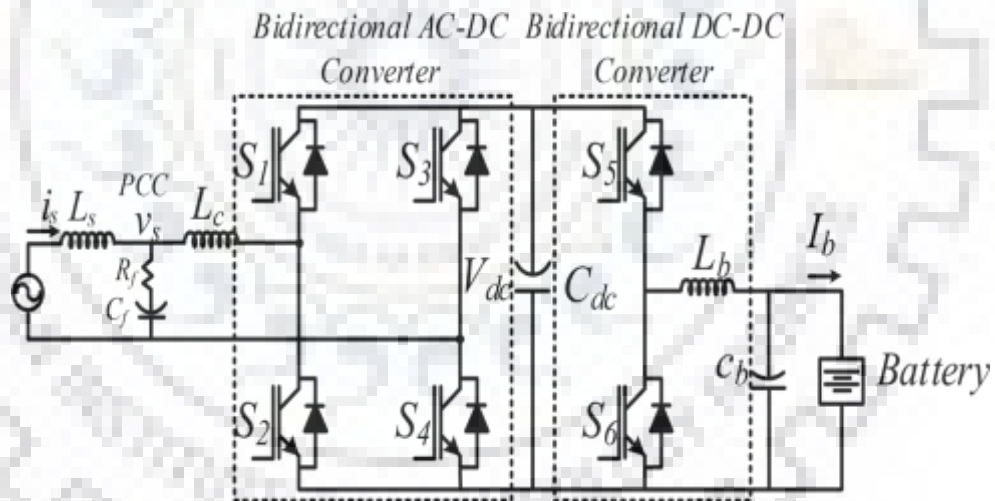 Bidirectional AC-DC Converter
Bidirectional DC-DC Converter
S1
S3
S5
PCC
is
Ls
vs
Lc
Rf
Cf
Vdc
Cdc
Lb
Ib
cb
Battery
S2
S4
S6